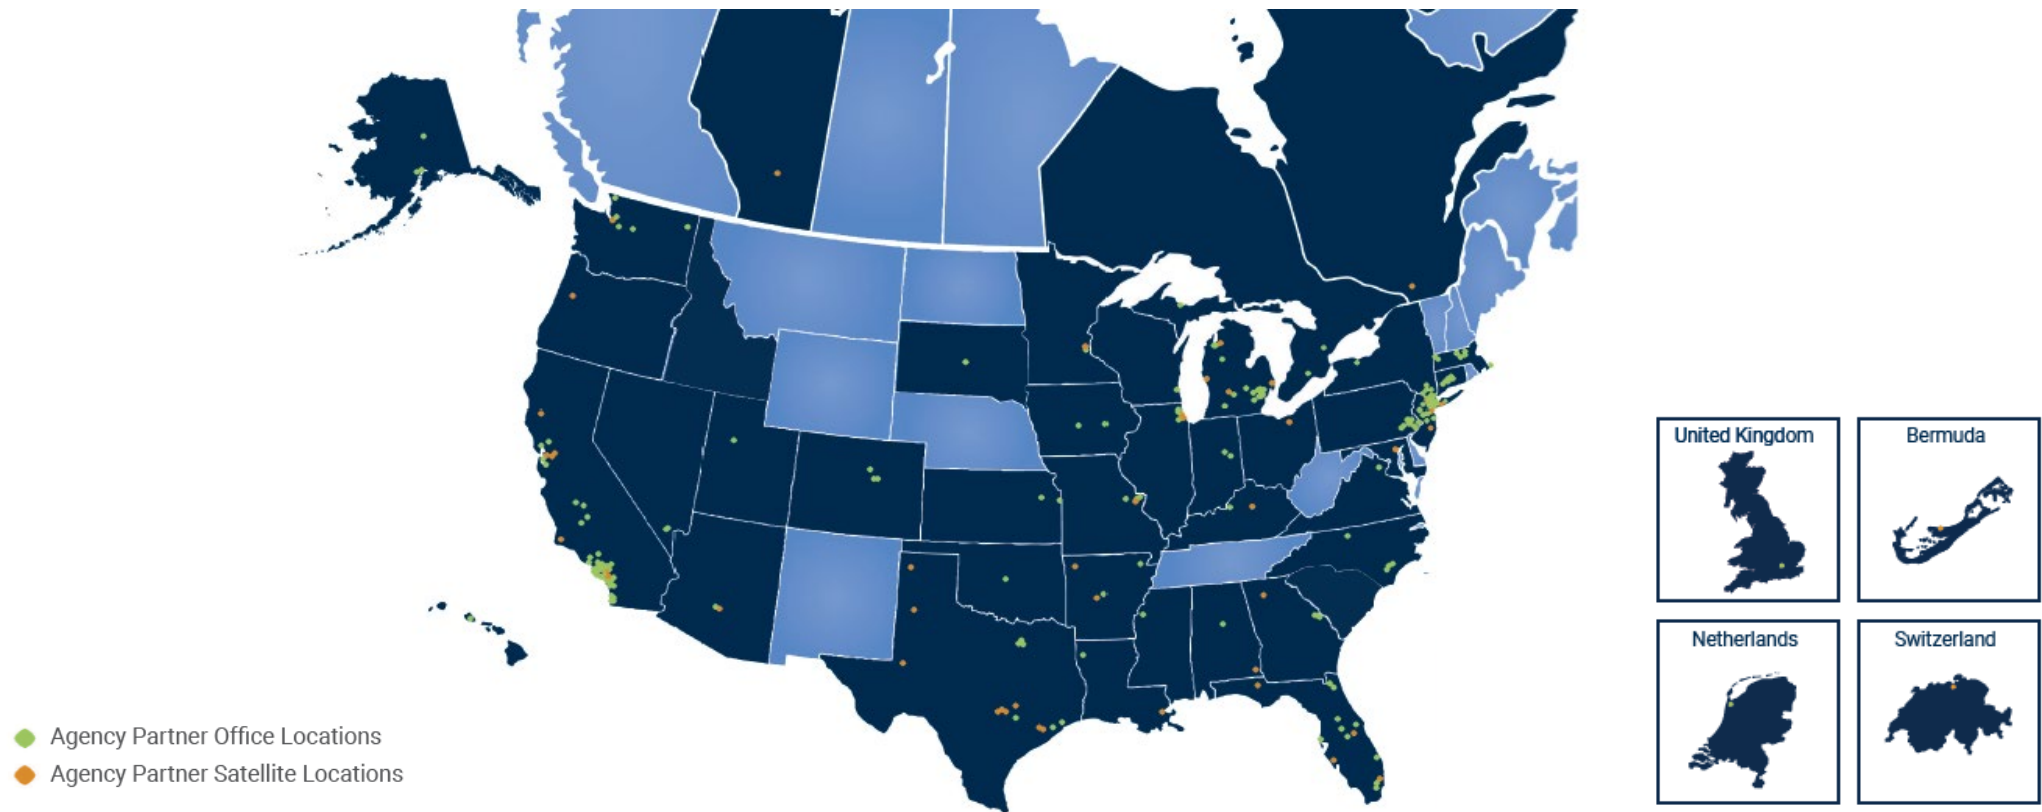 United Kingdom
Bermuda
Netherlands
Switzerland
Agency Partner Office Locations
Agency Partner Satellite Locations